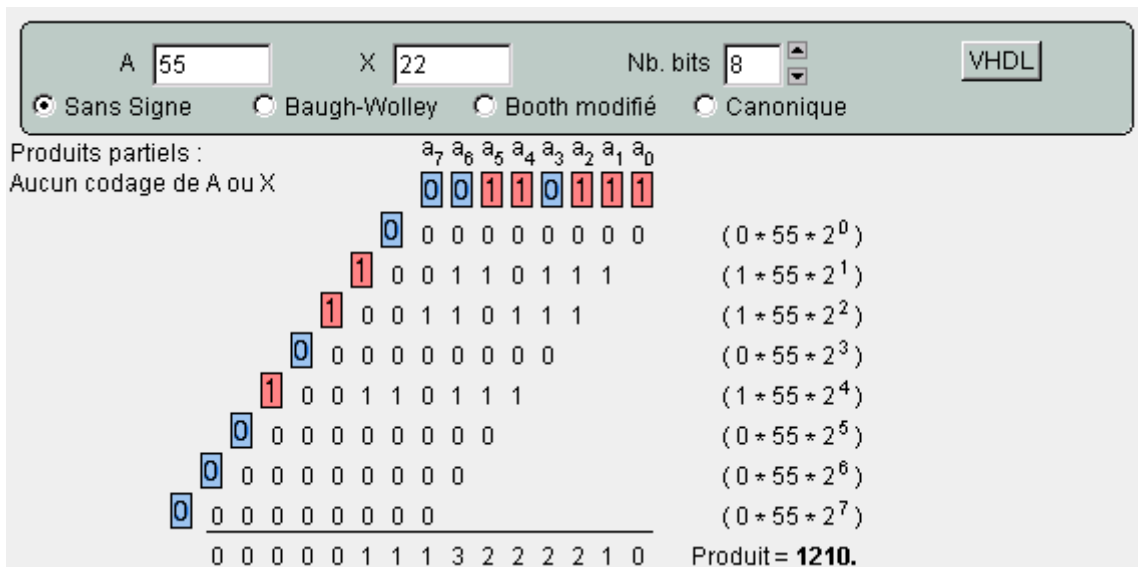 A 55 X 22 Nb. bits 8 VHDL
Sans Signe Baugh-Wolley Booth modifié Canonique
Produits partiels : a7 a6 a5 a4 a3 a2 a1 a0
Aucun codage de A ou X 0 0 1 1 0 1 1 1
0 0 0 0 0 0 0 0 0 ( 0 * 55 * 2^0 )
1 0 0 1 1 0 1 1 1 ( 1 * 55 * 2^1 )
1 0 0 1 1 0 1 1 1 ( 1 * 55 * 2^2 )
0 0 0 0 0 0 0 0 0 ( 0 * 55 * 2^3 )
1 0 0 1 1 0 1 1 1 ( 1 * 55 * 2^4 )
0 0 0 0 0 0 0 0 0 ( 0 * 55 * 2^5 )
0 0 0 0 0 0 0 0 0 ( 0 * 55 * 2^6 )
0 0 0 0 0 0 0 0 0 ( 0 * 55 * 2^7 )
0 0 0 0 0 1 1 1 3 2 2 2 2 1 0 Produit = 1210.